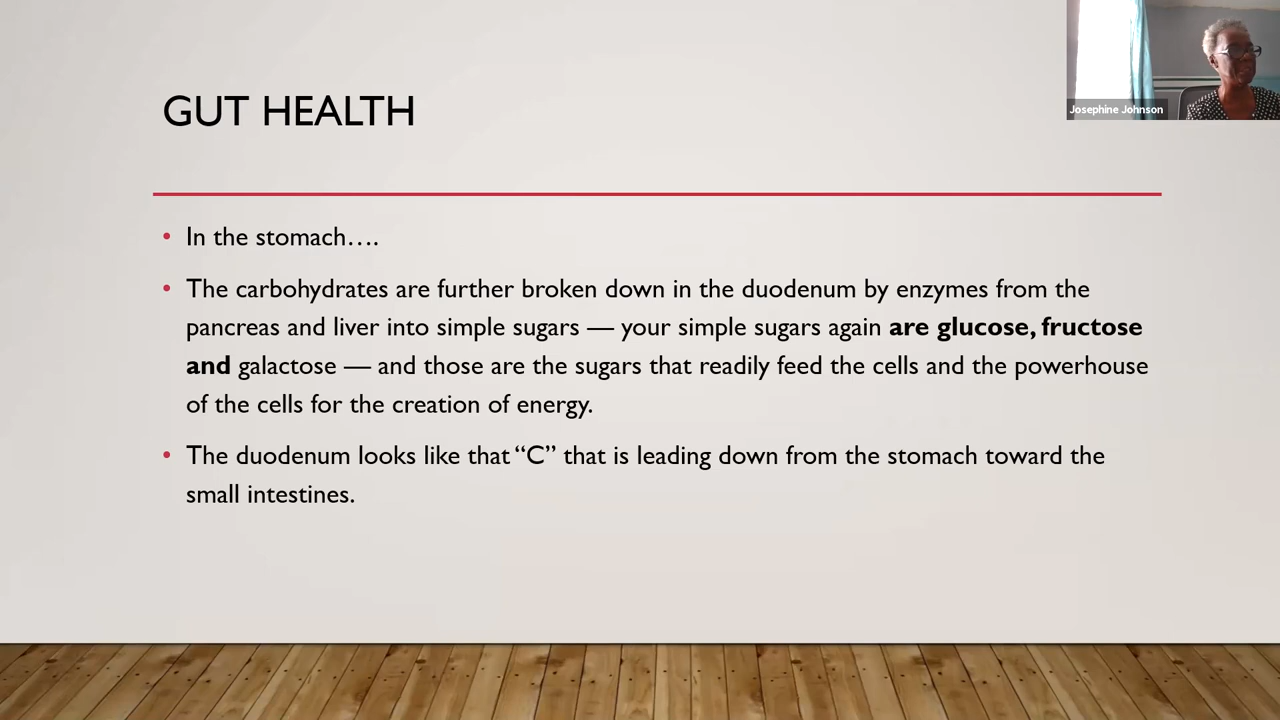 Josephine Johnson
GUT HEALTH
• In the stomach….
• The carbohydrates are further broken down in the duodenum by enzymes from the
pancreas and liver into simple sugars — your simple sugars again are glucose, fructose
and galactose — and those are the sugars that readily feed the cells and the powerhouse
of the cells for the creation of energy.
• The duodenum looks like that “C” that is leading down from the stomach toward the
small intestines.